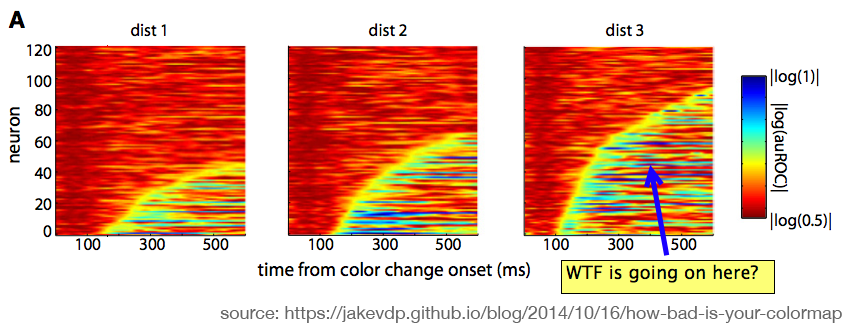 A
dist 1
dist 2
dist 3
neuron
120
100
80
60
40
20
0
100 300 500
100 300 500
100 300 500
|log(1)|
|log(auROC)|
|log(0.5)|
time from color change onset (ms)
WTF is going on here?
source: https://jakevdp.github.io/blog/2014/10/16/how-bad-is-your-colormap